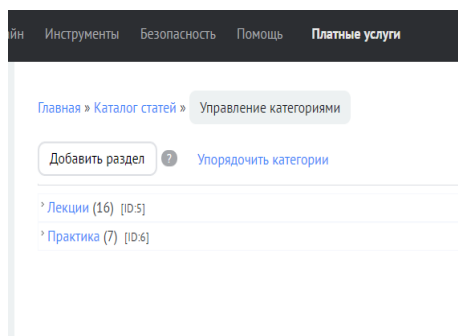 йн Инструменты Безопасность Помощь Платные услуги
Главная » Каталог статей » Управление категориями
Добавить раздел ? Упорядочить категории
› Лекции (16) [ID:5]
› Практика (7) [ID:6]